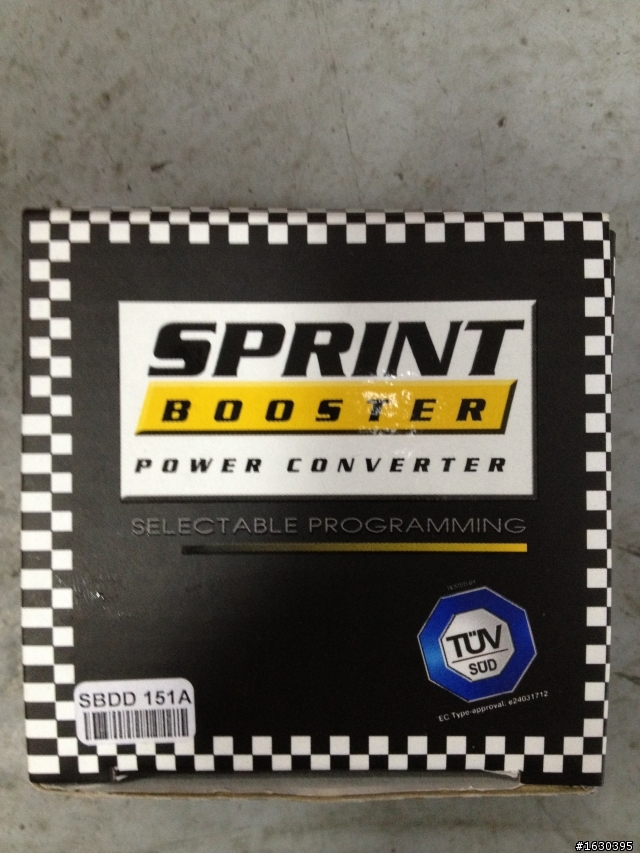 SPRINT
BOOSTER
POWER CONVERTER
SELECTABLE PROGRAMMING
TÜV
SÜD
EC Type-approval: e24031712
SBDD 151A
#1630395